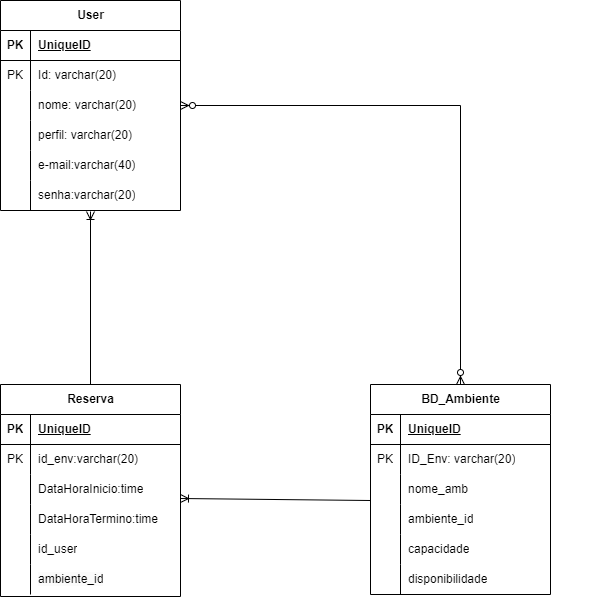 User
PK UniqueID
PK Id: varchar(20)
nome: varchar(20)
perfil: varchar(20)
e-mail:varchar(40)
senha:varchar(20)
Reserva
PK UniqueID
PK id_env:varchar(20)
DataHoraInicio:time
DataHoraTermino:time
id_user
ambiente_id
BD_Ambiente
PK UniqueID
PK ID_Env: varchar(20)
nome_amb
ambiente_id
capacidade
disponibilidade